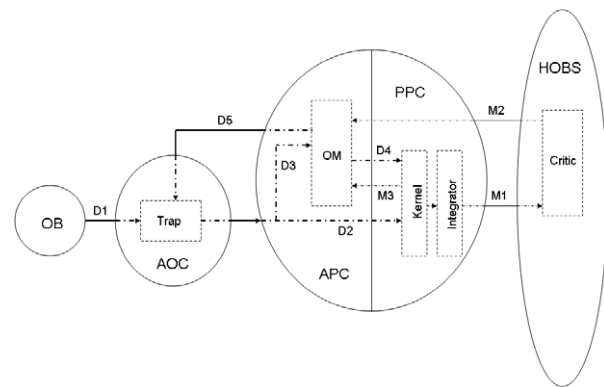 HOBS
PPC
M2
D5
D4
OM
D3
Critic
Kernel
Integrator
M3
M1
D1
Trap
OB
D2
AOC
APC